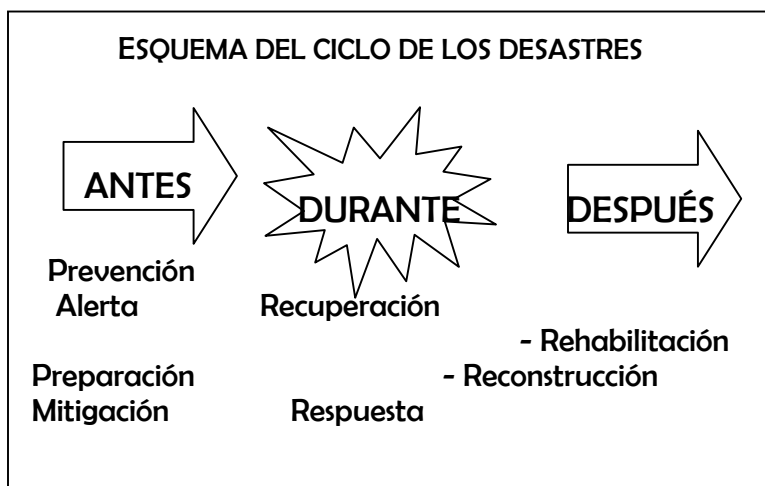 ESQUEMA DEL CICLO DE LOS DESASTRES
ANTES DURANTE DESPUÉS
Prevención
Alerta Recuperación
- Rehabilitación
Preparación - Reconstrucción
Mitigación Respuesta